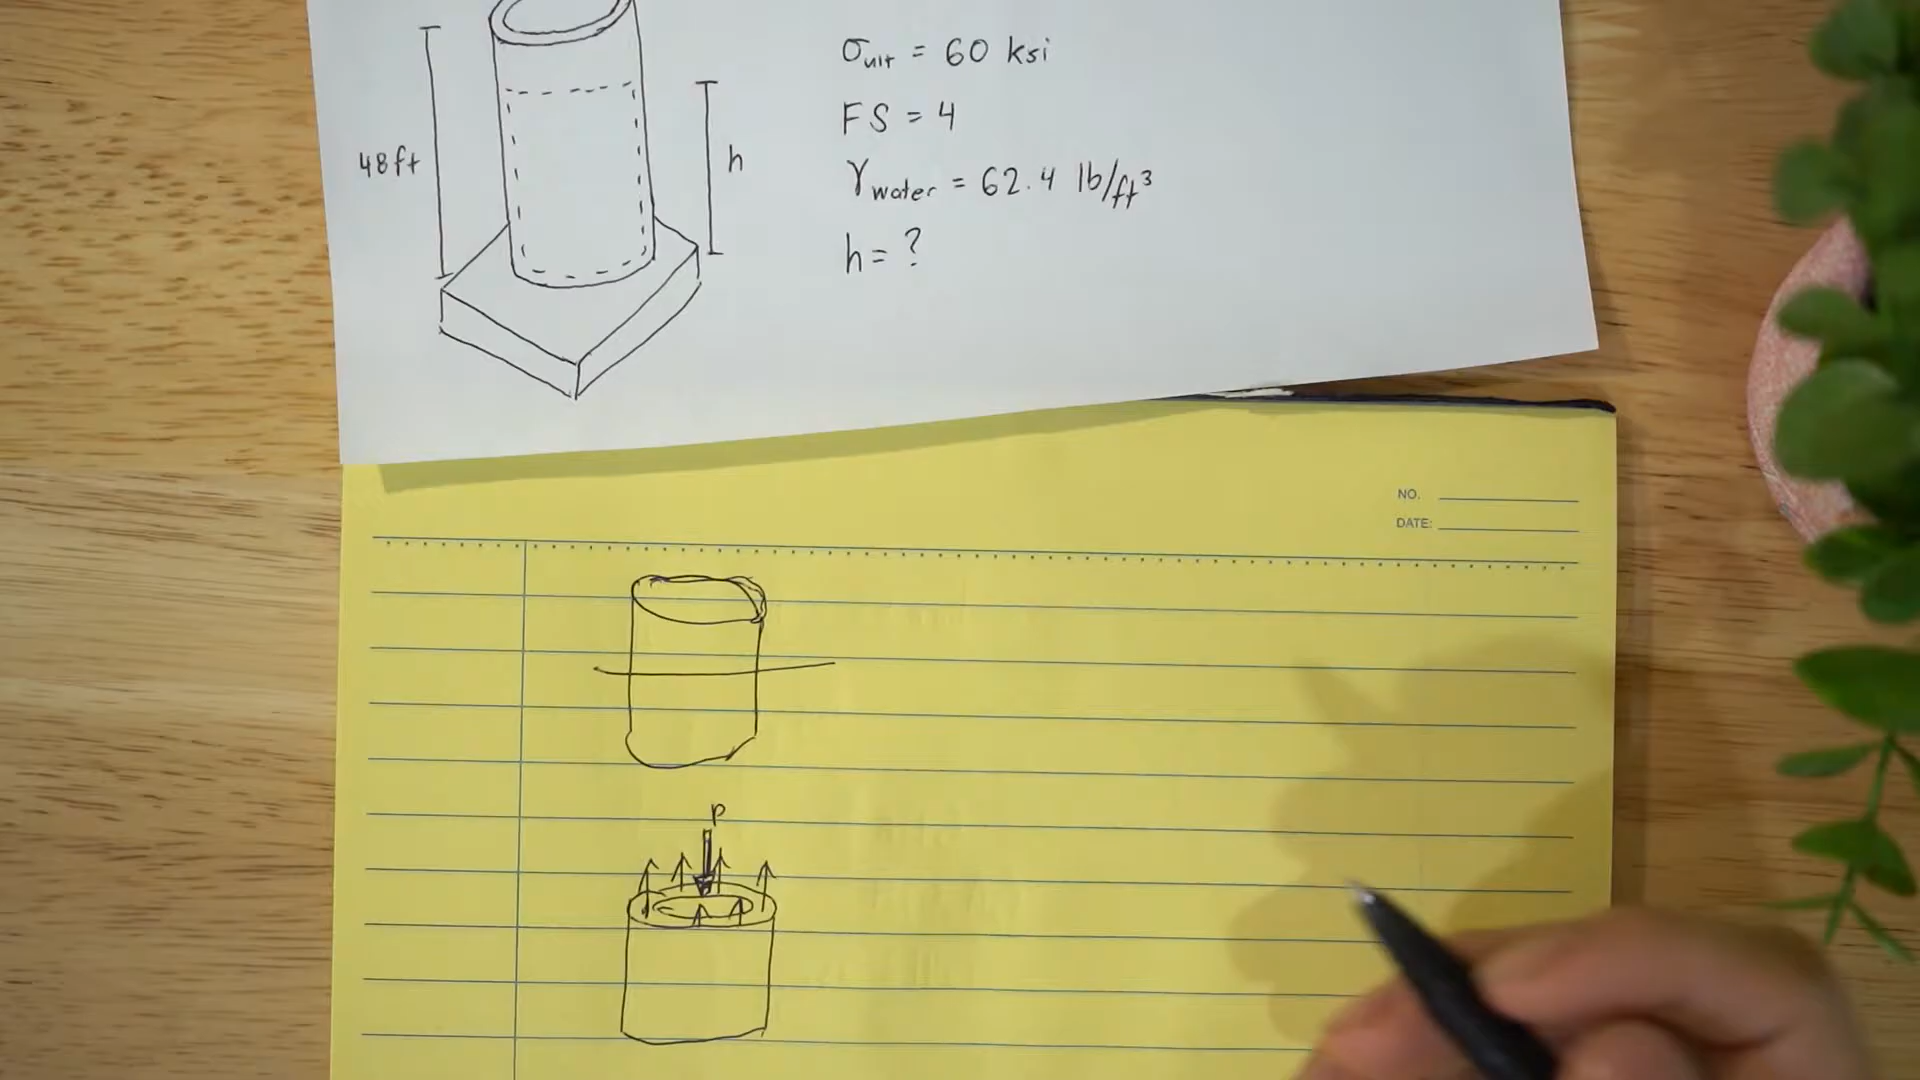 48ft
h
σult = 60 ksi
FS = 4
γwater = 62.4 lb/ft³
h = ?
NO.
DATE:
P